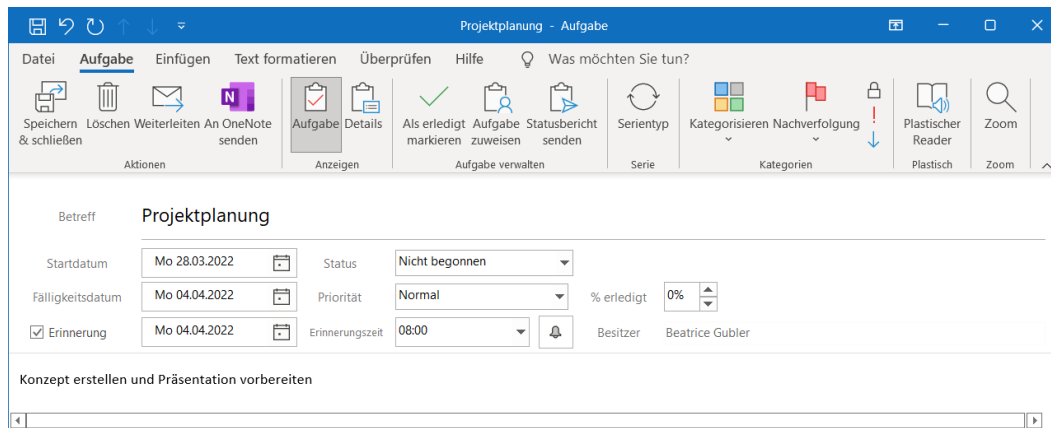 Projektplanung - Aufgabe
Datei Aufgabe Einfügen Text formatieren Überprüfen Hilfe Was möchten Sie tun?
Speichern Löschen Weiterleiten An OneNote Aufgabe Details Als erledigt Aufgabe Statusbericht Serientyp Kategorisieren Nachverfolgung Plastischer Zoom
& schließen senden markieren zuweisen senden Reader
Aktionen Anzeigen Aufgabe verwalten Serie Kategorien Plastisch Zoom
Betreff Projektplanung
Startdatum Mo 28.03.2022 Status Nicht begonnen
Fälligkeitsdatum Mo 04.04.2022 Priorität Normal % erledigt 0%
Erinnerung Mo 04.04.2022 Erinnerungszeit 08:00 Besitzer Beatrice Gubler
Konzept erstellen und Präsentation vorbereiten